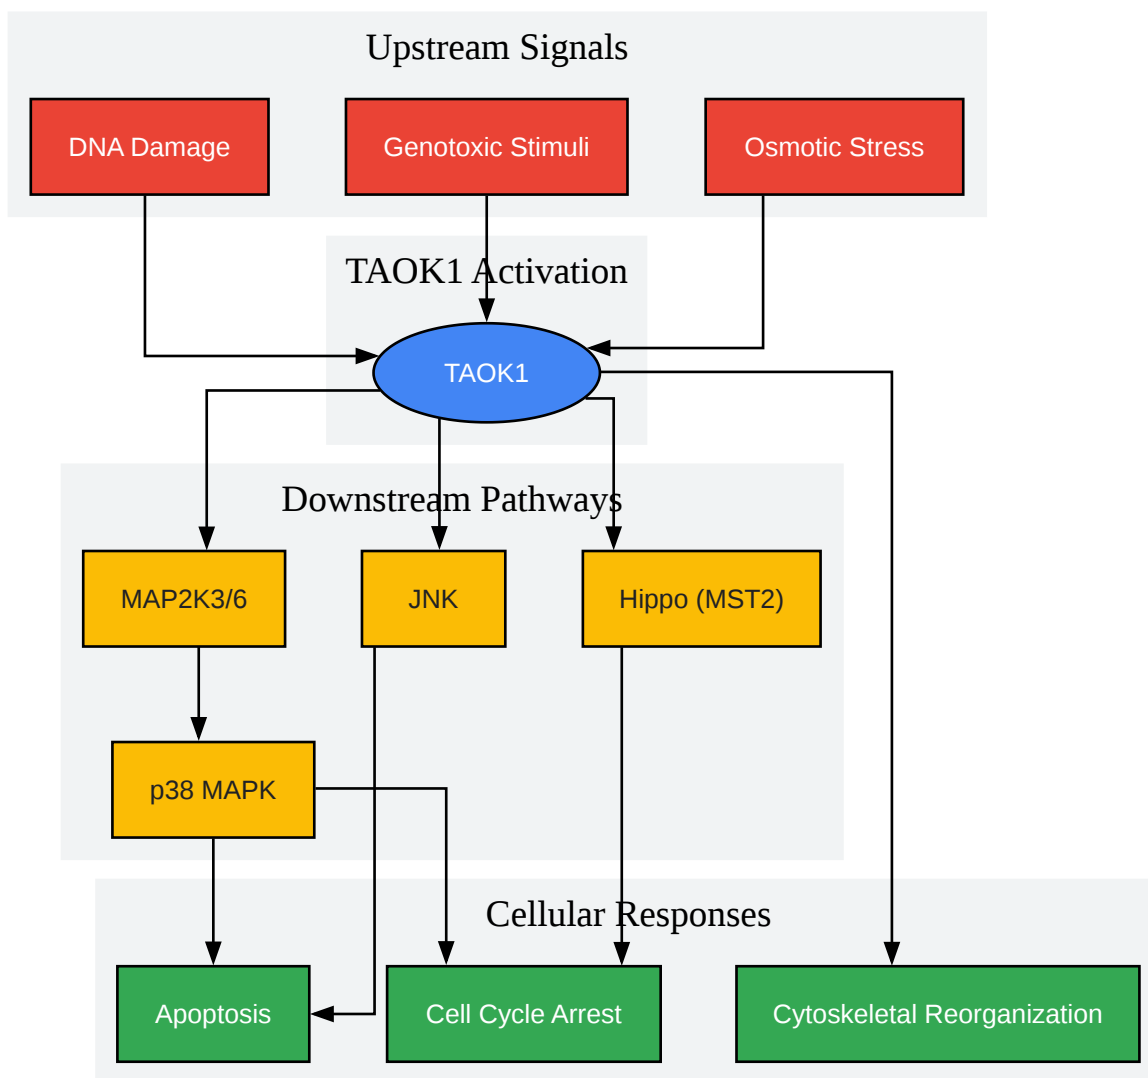 Upstream Signals
DNA Damage
Genotoxic Stimuli
Osmotic Stress
TAOK1 Activation
TAOK1
Downstream Pathways
MAP2K3/6
JNK
Hippo (MST2)
p38 MAPK
Cellular Responses
Apoptosis
Cell Cycle Arrest
Cytoskeletal Reorganization